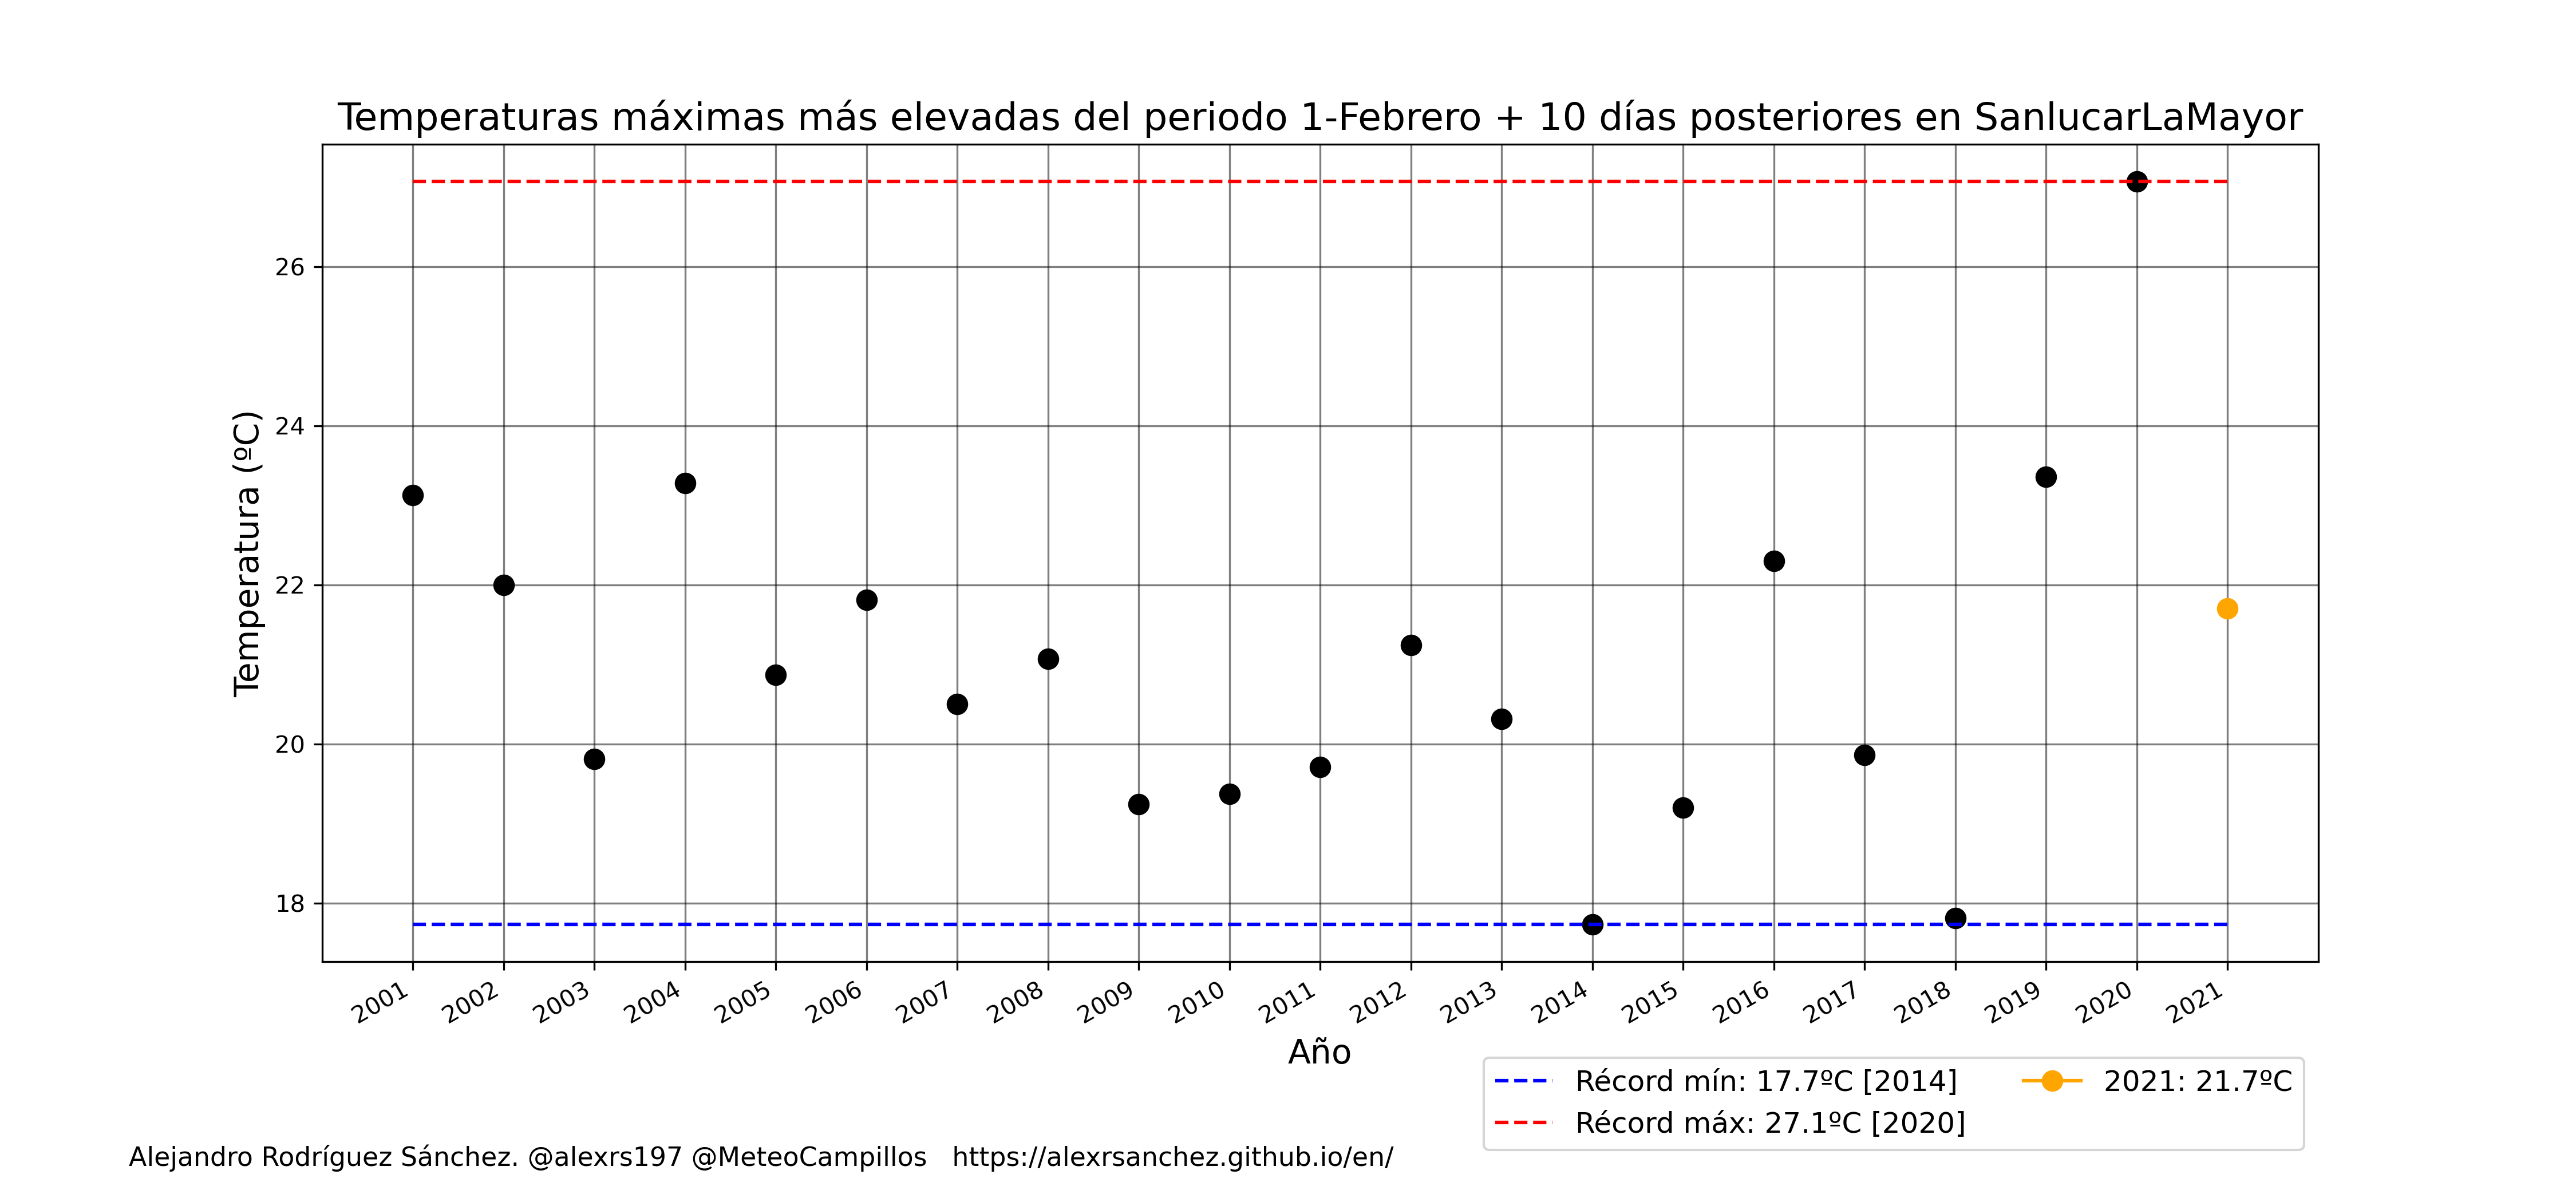 Temperaturas máximas más elevadas del periodo 1-Febrero + 10 días posteriores en SanlucarLaMayor
Temperatura (ºC)
26
24
22
20
18
2001 2002 2003 2004 2005 2006 2007 2008 2009 2010 2011 2012 2013 2014 2015 2016 2017 2018 2019 2020 2021
Año
Récord mín: 17.7ºC [2014]
Récord máx: 27.1ºC [2020]
2021: 21.7ºC
Alejandro Rodríguez Sánchez. @alexrs197 @MeteoCampillos https://alexrsanchez.github.io/en/